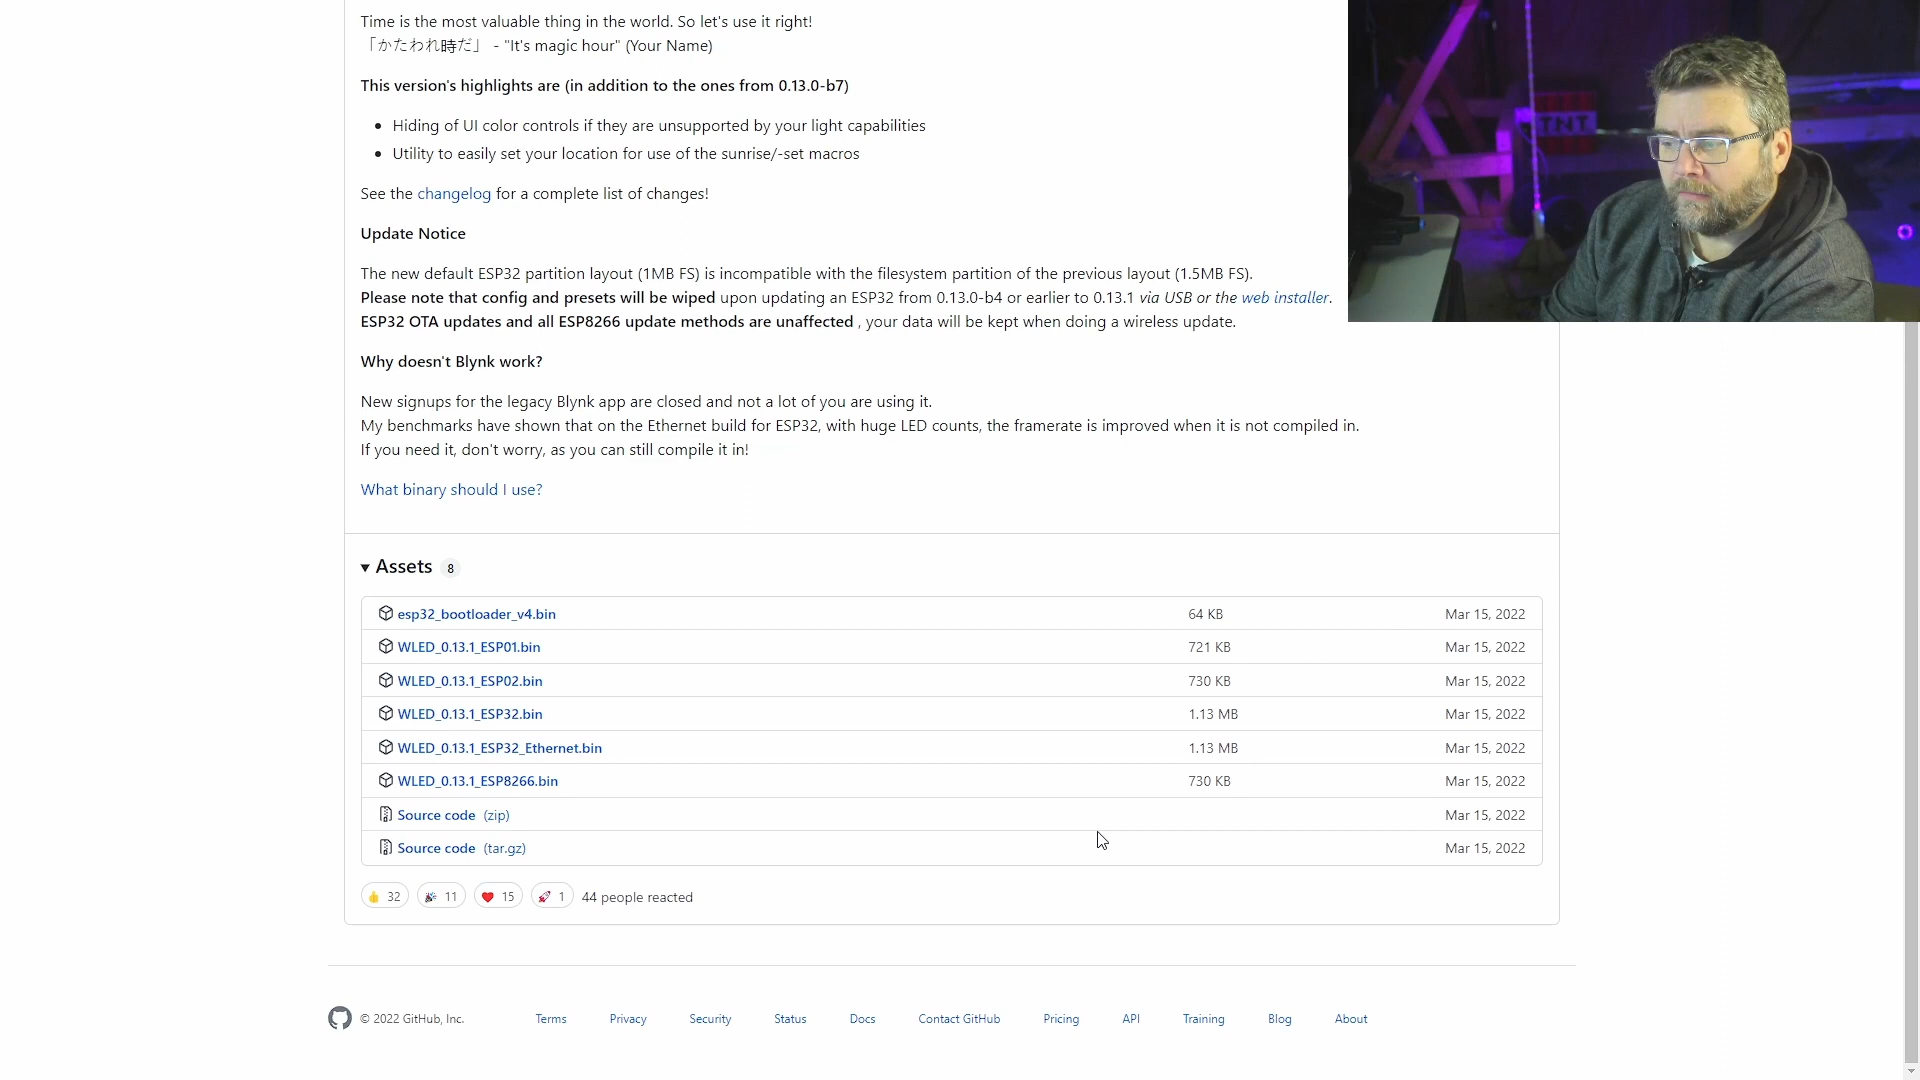 Time is the most valuable thing in the world. So let's use it right!
「かたわれ時だ」 - "It's magic hour" (Your Name)
This version's highlights are (in addition to the ones from 0.13.0-b7)
Hiding of UI color controls if they are unsupported by your light capabilities
Utility to easily set your location for use of the sunrise/-set macros
See the changelog for a complete list of changes!
Update Notice
The new default ESP32 partition layout (1MB FS) is incompatible with the filesystem partition of the previous layout (1.5MB FS).
Please note that config and presets will be wiped upon updating an ESP32 from 0.13.0-b4 or earlier to 0.13.1 via USB or the web installer.
ESP32 OTA updates and all ESP8266 update methods are unaffected , your data will be kept when doing a wireless update.
Why doesn't Blynk work?
New signups for the legacy Blynk app are closed and not a lot of you are using it.
My benchmarks have shown that on the Ethernet build for ESP32, with huge LED counts, the framerate is improved when it is not compiled in.
If you need it, don't worry, as you can still compile it in!
What binary should I use?
Assets 8
esp32_bootloader_v4.bin 64 KB Mar 15, 2022
WLED_0.13.1_ESP01.bin 721 KB Mar 15, 2022
WLED_0.13.1_ESP02.bin 730 KB Mar 15, 2022
WLED_0.13.1_ESP32.bin 1.13 MB Mar 15, 2022
WLED_0.13.1_ESP32_Ethernet.bin 1.13 MB Mar 15, 2022
WLED_0.13.1_ESP8266.bin 730 KB Mar 15, 2022
Source code (zip) Mar 15, 2022
Source code (tar.gz) Mar 15, 2022
32 11 15 1 44 people reacted
© 2022 GitHub, Inc. Terms Privacy Security Status Docs Contact GitHub Pricing API Training Blog About
TNT